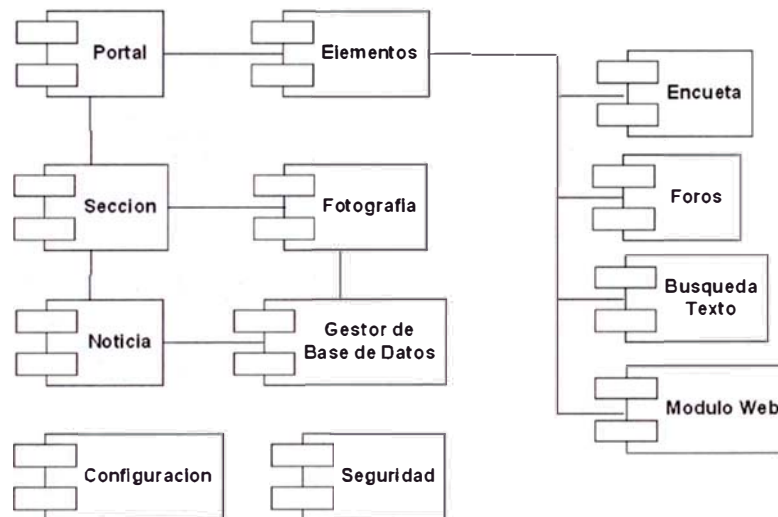 Portal
Elementos
Encueta
Seccion
Fotografia
Foros
Busqueda
Texto
Noticia
Gestor de
Base de Datos
Modulo Web
Configuracion
Seguridad